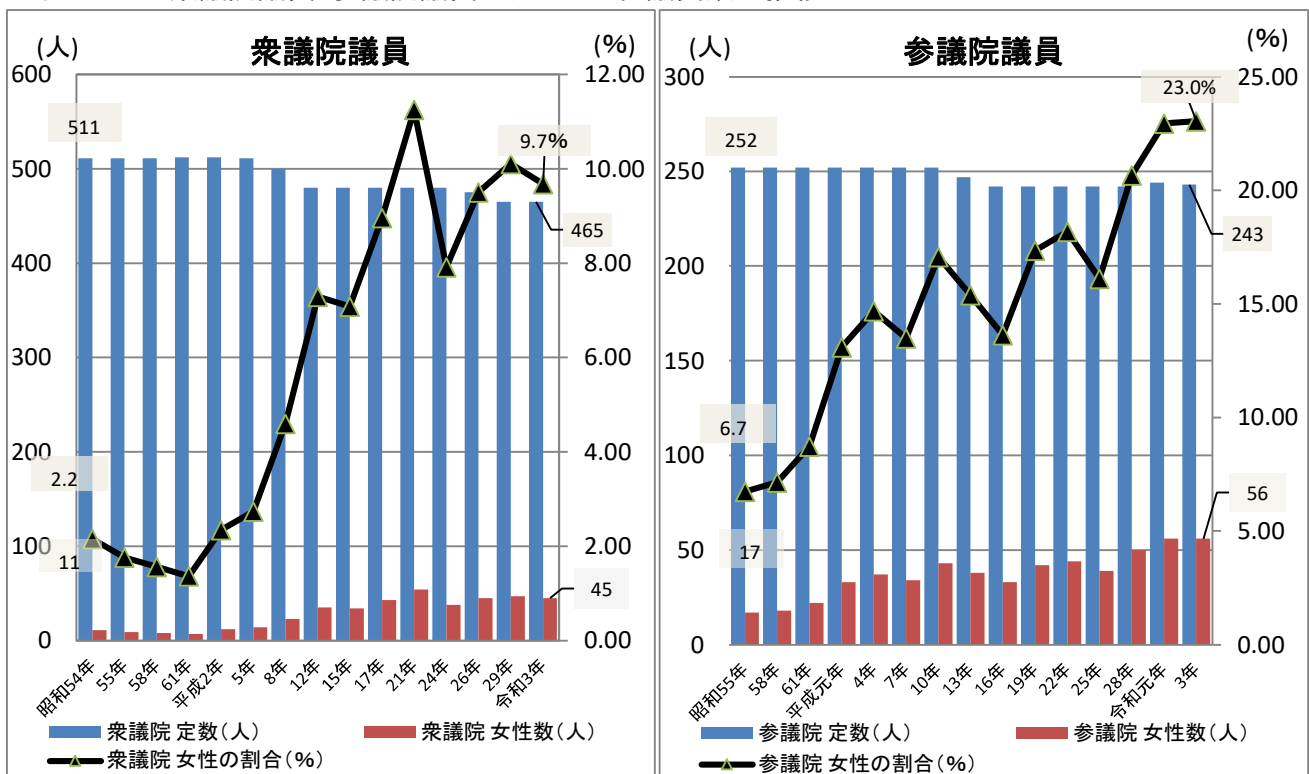 衆議院議員
(人)
(%)
600
500
400
300
200
100
0
12.00
10.00
8.00
6.00
4.00
2.00
0.00
511
9.7%
465
2.2
11
45
昭和54年
55年
58年
61年
平成2年
5年
8年
12年
15年
17年
21年
24年
26年
29年
令和3年
衆議院 定数(人)
衆議院 女性数(人)
衆議院 女性の割合(%)
参議院議員
(人)
(%)
300
250
200
150
100
50
0
25.00
20.00
15.00
10.00
5.00
0.00
252
23.0%
243
6.7
17
56
昭和55年
58年
61年
平成元年
4年
7年
10年
13年
16年
19年
22年
25年
28年
令和元年
3年
参議院 定数(人)
参議院 女性数(人)
参議院 女性の割合(%)